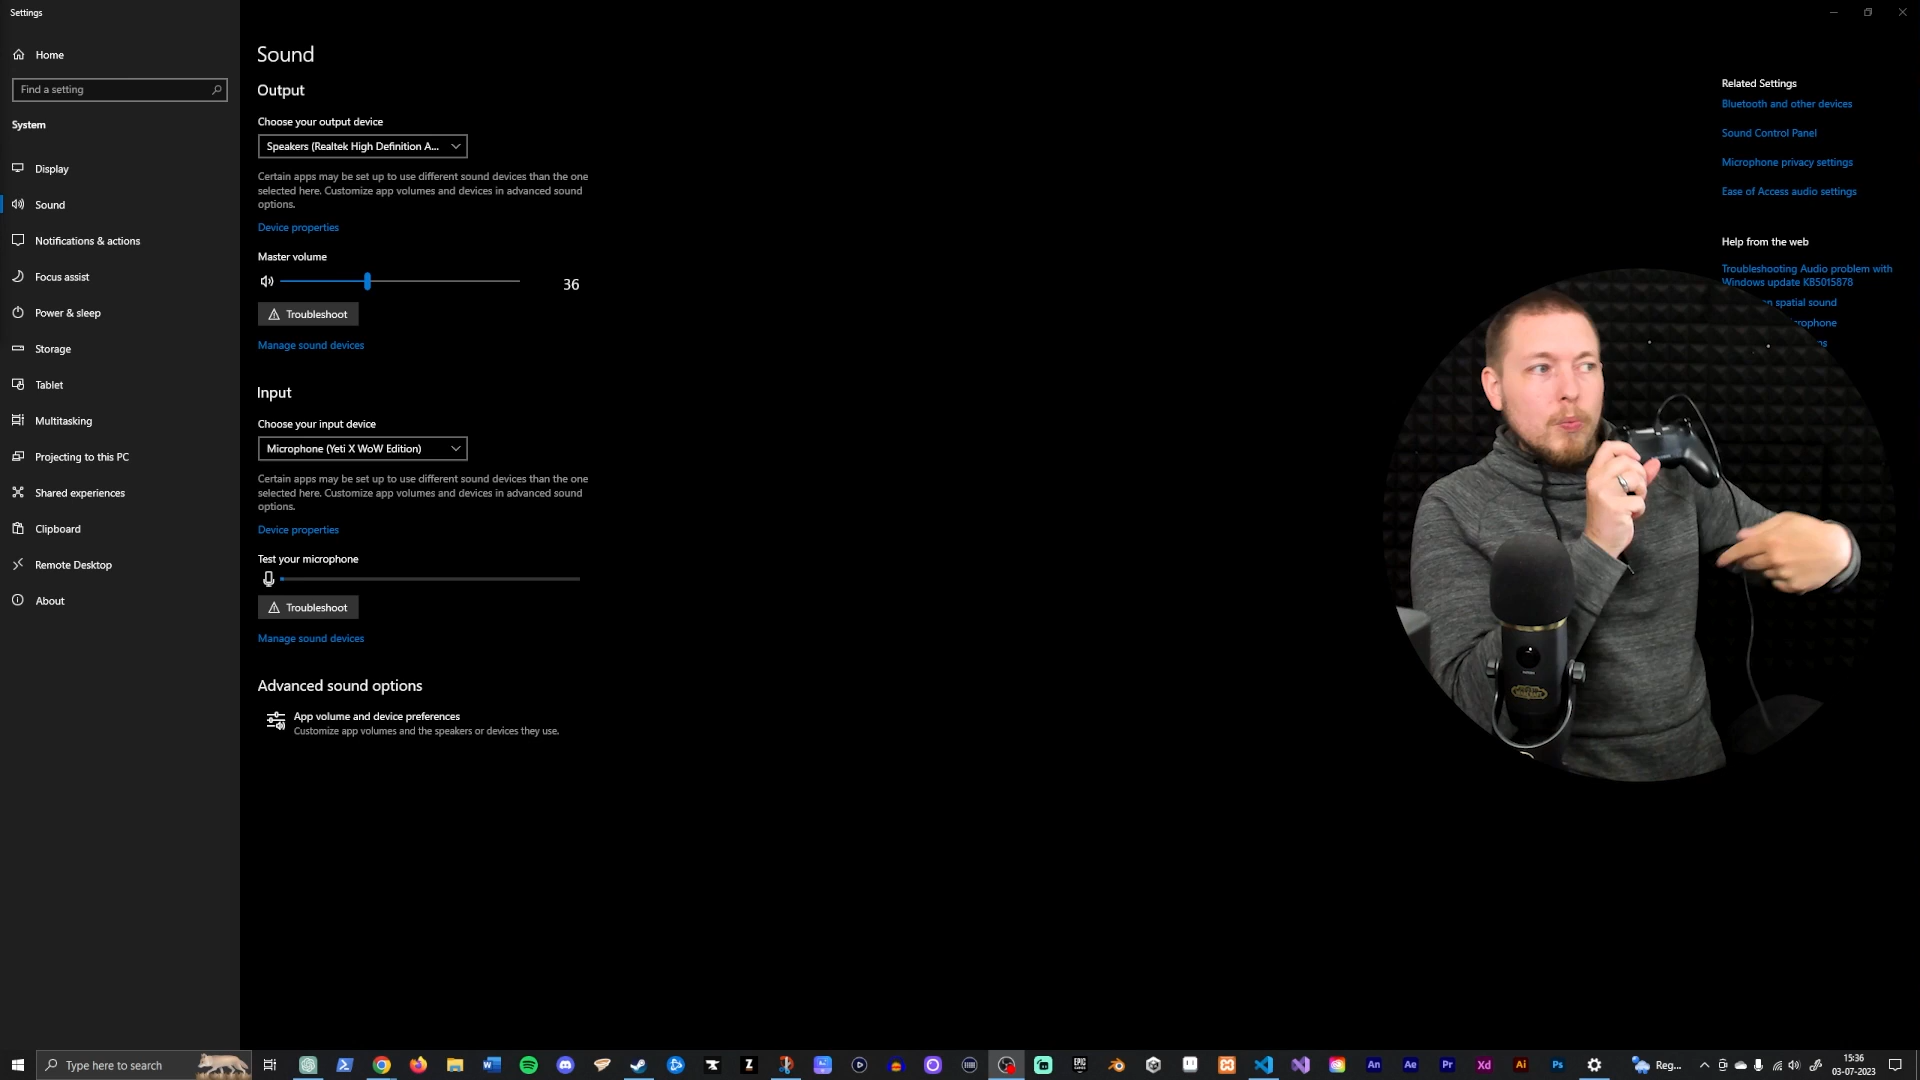 Settings
Home
Find a setting
System
Display
Sound
Notifications & actions
Focus assist
Power & sleep
Storage
Tablet
Multitasking
Projecting to this PC
Shared experiences
Clipboard
Remote Desktop
About
Sound
Output
Choose your output device
Speakers (Realtek High Definition A...
Certain apps may be set up to use different sound devices than the one
selected here. Customize app volumes and devices in advanced sound
options.
Device properties
Master volume
36
Troubleshoot
Manage sound devices
Input
Choose your input device
Microphone (Yeti X WoW Edition)
Certain apps may be set up to use different sound devices than the one
selected here. Customize app volumes and devices in advanced sound
options.
Device properties
Test your microphone
Troubleshoot
Manage sound devices
Advanced sound options
App volume and device preferences
Customize app volumes and the speakers or devices they use.
Related Settings
Bluetooth and other devices
Sound Control Panel
Microphone privacy settings
Ease of Access audio settings
Help from the web
Troubleshooting Audio problem with
Windows update KB5015878
spatial sound
Type here to search
EPIC
An
Ae
Pr
Xd
Ai
Ps
Reg...
15:36
03-07-2023